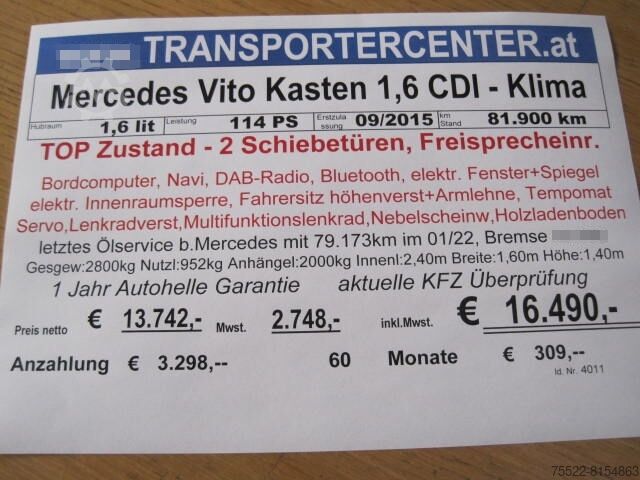 TRANSPORTERCENTER.at
Mercedes Vito Kasten 1,6 CDI - Klima
Hubraum 1,6 lit Leistung 114 PS Erstzulassung 09/2015 km Stand 81.900 km
TOP Zustand - 2 Schiebetüren, Freisprecheinr.
Bordcomputer, Navi, DAB-Radio, Bluetooth, elektr. Fenster+Spiegel
elektr. Innenraumsperre, Fahrersitz höhenverst+Armlehne, Tempomat
Servo,Lenkradverst,Multifunktionslenkrad,Nebelscheinw,Holzladenboden
letztes Ölservice b.Mercedes mit 79.173km im 01/22, Bremse
Gesgew:2800kg Nutzl:952kg Anhängel:2000kg Innenl:2,40m Breite:1,60m Höhe:1,40m
1 Jahr Autohelle Garantie aktuelle KFZ Überprüfung
Preis netto € 13.742,- Mwst. 2.748,- inkl.Mwst. € 16.490,-
Anzahlung € 3.298,-- 60 Monate € 309,--
Id. Nr. 4011
75522-8154863